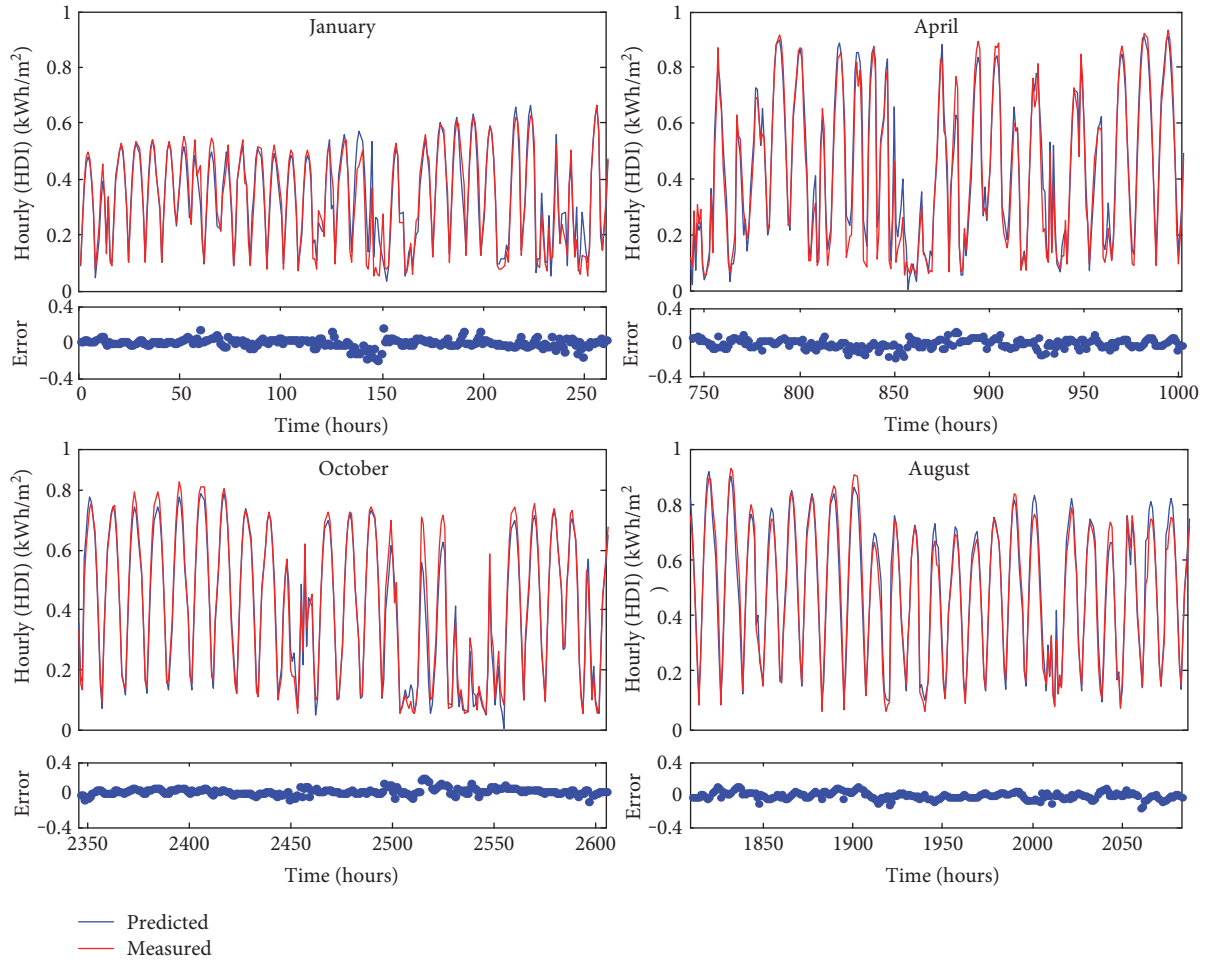 January
Hourly (HDI) (kWh/m2)
1
0.8
0.6
0.4
0.2
0
Error
0.4
0
−0.4
0 50 100 150 200 250
Time (hours)
April
Hourly (HDI) (kWh/m2)
1
0.8
0.6
0.4
0.2
0
Error
0.4
0
−0.4
750 800 850 900 950 1000
Time (hours)
October
Hourly (HDI) (kWh/m2)
1
0.8
0.6
0.4
0.2
0
Error
0.4
0
−0.4
2350 2400 2450 2500 2550 2600
Time (hours)
August
Hourly (HDI) (kWh/m2
)
1
0.8
0.6
0.4
0.2
0
Error
0.4
0
−0.4
1850 1900 1950 2000 2050
Time (hours)
Predicted
Measured